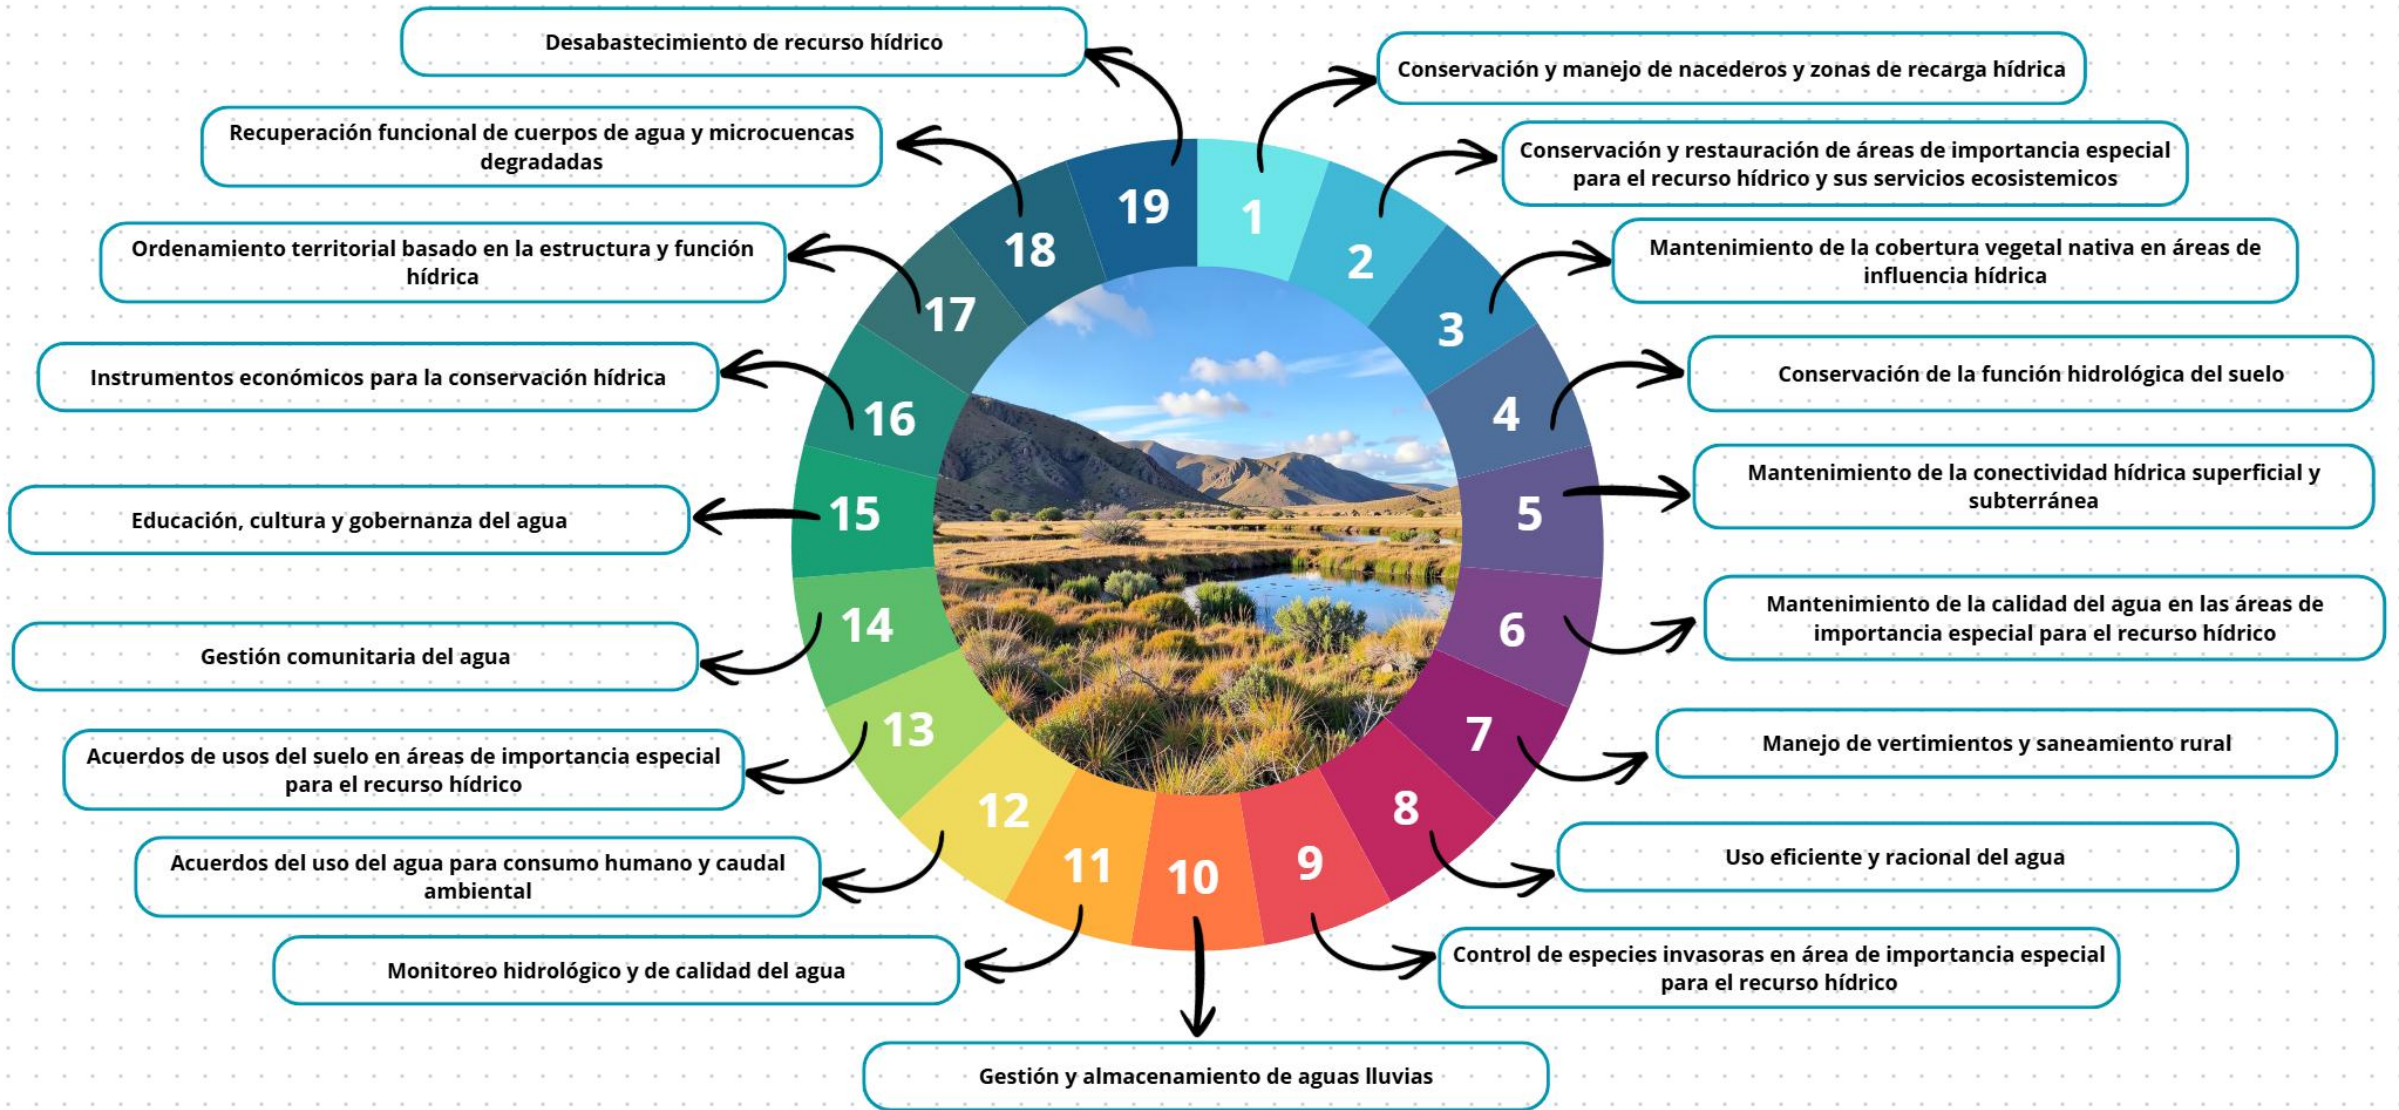 Desabastecimiento de recurso hídrico
Conservación y manejo de nacederos y zonas de recarga hídrica
Recuperación funcional de cuerpos de agua y microcuencas
degradadas
Conservación y restauración de áreas de importancia especial
para el recurso hídrico y sus servicios ecosistemicos
Ordenamiento territorial basado en la estructura y función
hídrica
Mantenimiento de la cobertura vegetal nativa en áreas de
influencia hídrica
Instrumentos económicos para la conservación hídrica
Conservación de la función hidrológica del suelo
Educación, cultura y gobernanza del agua
Mantenimiento de la conectividad hídrica superficial y
subterránea
Gestión comunitaria del agua
Mantenimiento de la calidad del agua en las áreas de
importancia especial para el recurso hídrico
Acuerdos de usos del suelo en áreas de importancia especial
para el recurso hídrico
Manejo de vertimientos y saneamiento rural
Acuerdos del uso del agua para consumo humano y caudal
ambiental
Uso eficiente y racional del agua
Monitoreo hidrológico y de calidad del agua
Control de especies invasoras en área de importancia especial
para el recurso hídrico
Gestión y almacenamiento de aguas lluvias
1
2
3
4
5
6
7
8
9
10
11
12
13
14
15
16
17
18
19